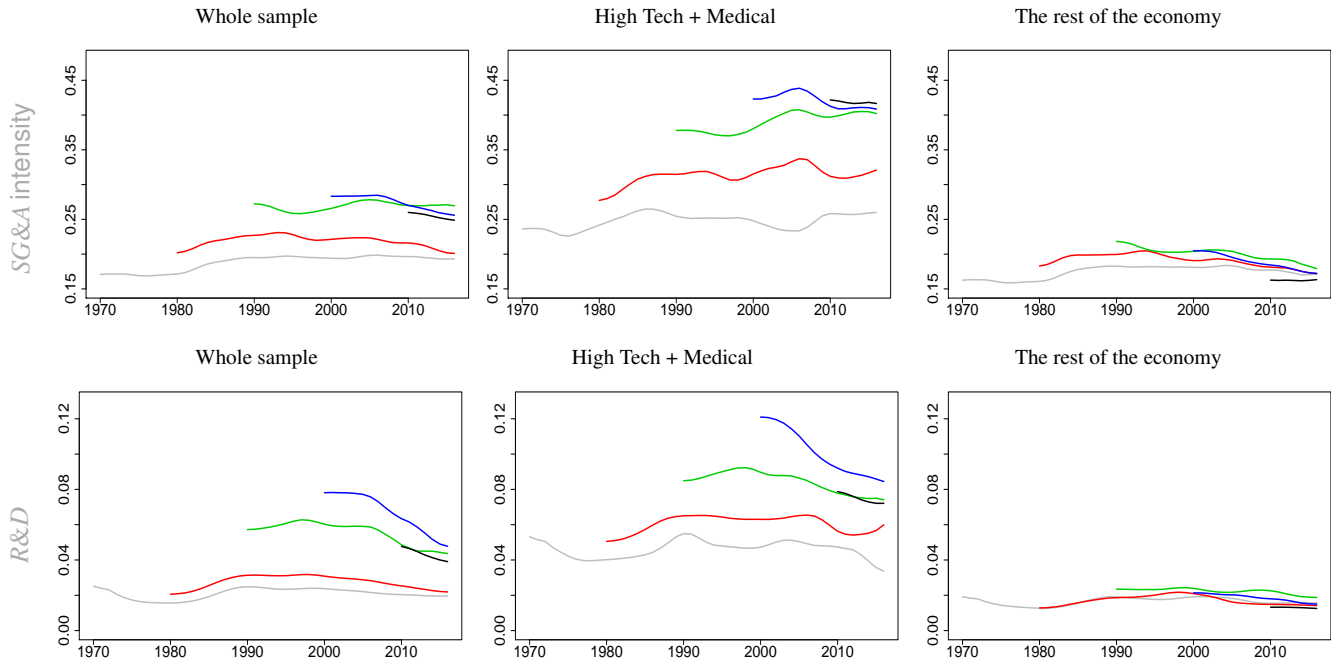 Whole sample
High Tech + Medical
The rest of the economy
SG&A intensity
0.45
0.35
0.25
0.15
1970 1980 1990 2000 2010
0.45
0.35
0.25
0.15
1970 1980 1990 2000 2010
0.45
0.35
0.25
0.15
1970 1980 1990 2000 2010
Whole sample
High Tech + Medical
The rest of the economy
R&D
0.12
0.08
0.04
0.00
1970 1980 1990 2000 2010
0.12
0.08
0.04
0.00
1970 1980 1990 2000 2010
0.12
0.08
0.04
0.00
1970 1980 1990 2000 2010